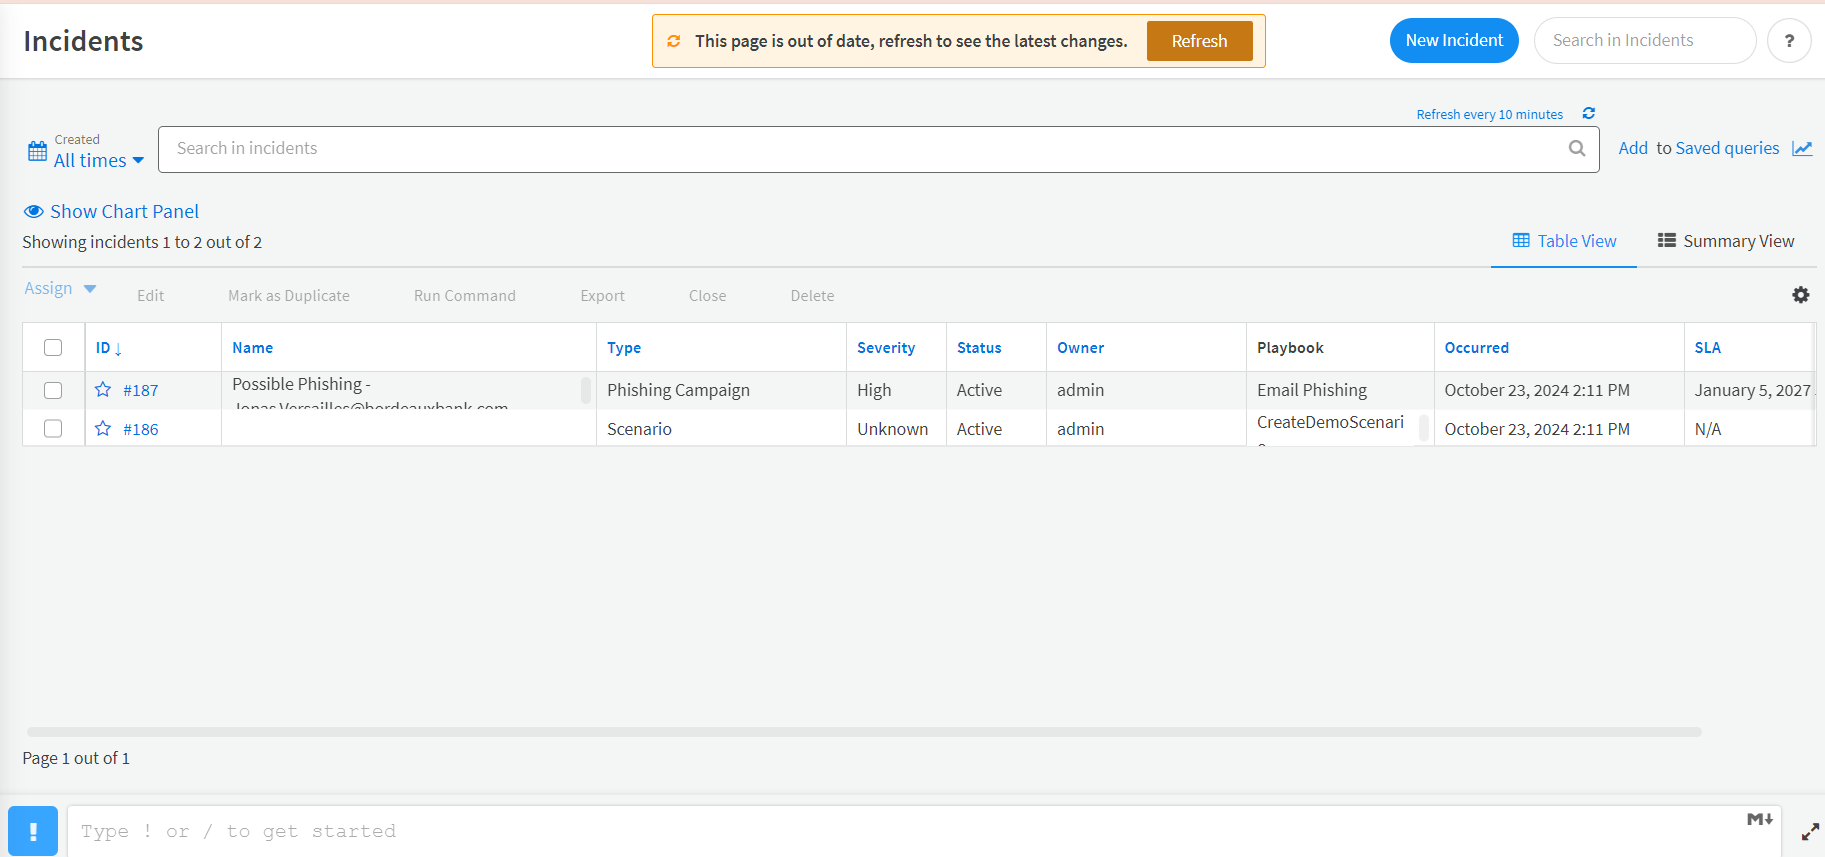 Incidents
This page is out of date, refresh to see the latest changes.
Refresh
New Incident
Search in Incidents
?
Refresh every 10 minutes
Created
All times
Search in incidents
Add to Saved queries
Show Chart Panel
Showing incidents 1 to 2 out of 2
Table View
Summary View
Assign Edit Mark as Duplicate Run Command Export Close Delete
ID ↓ Name Type Severity Status Owner Playbook Occurred SLA
#187 Possible Phishing - Phishing Campaign High Active admin Email Phishing October 23, 2024 2:11 PM January 5, 2027
Jonas.Versailles@bordeauxbank.com
#186 Scenario Unknown Active admin CreateDemoScenari October 23, 2024 2:11 PM N/A
Page 1 out of 1
!
Type ! or / to get started
M